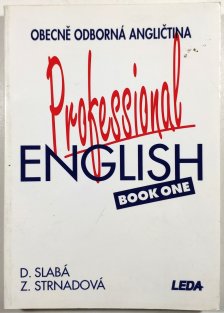 OBECNĚ ODBORNÁ ANGLIČTINA
Professional
ENGLISH
BOOK ONE
D. SLABÁ
Z. STRNADOVÁ
LEDA